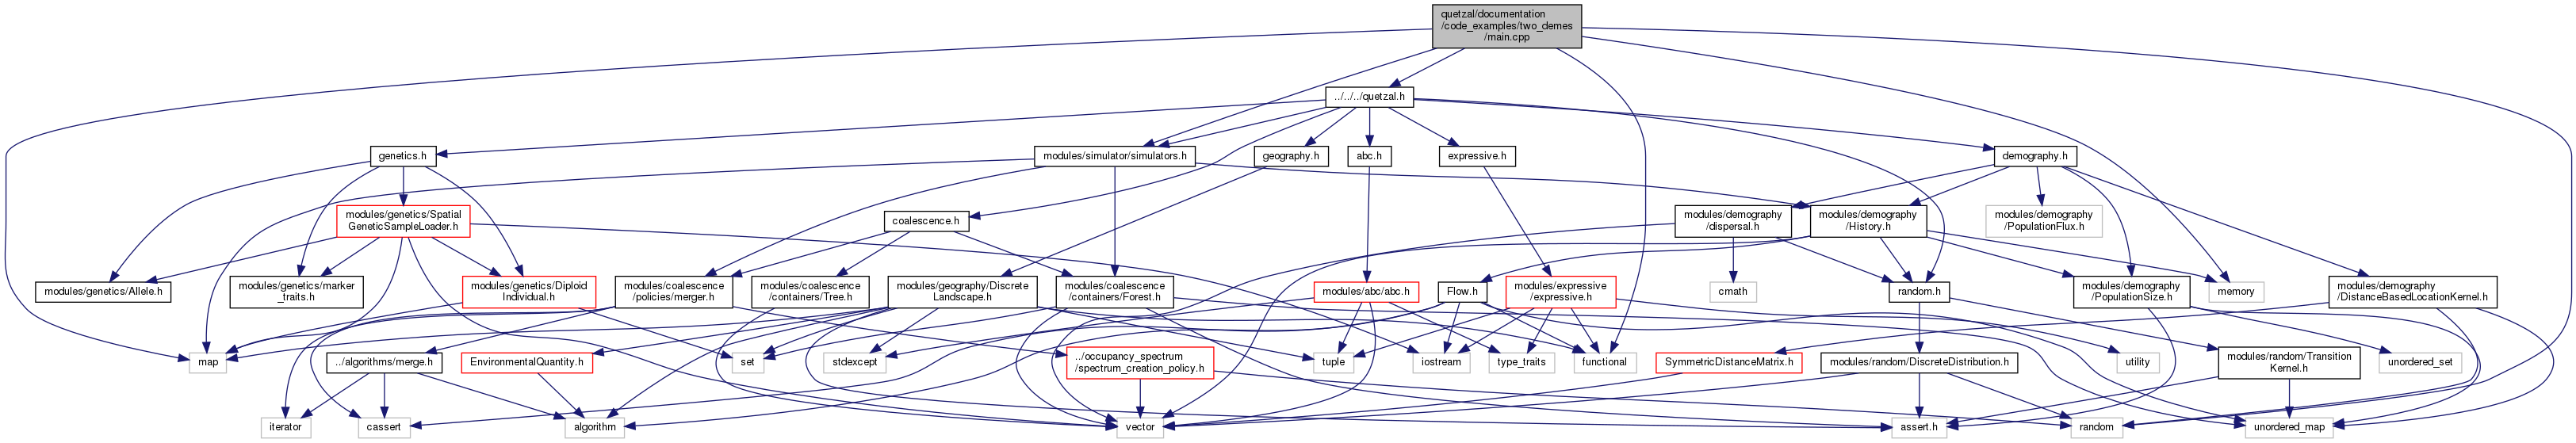 quetzal/documentation
/code_examples/two_demes
/main.cpp
../../../quetzal.h
genetics.h
modules/simulator/simulators.h
geography.h
abc.h
expressive.h
demography.h
modules/genetics/Spatial
GeneticSampleLoader.h
coalescence.h
modules/demography
/dispersal.h
modules/demography
/History.h
modules/demography
/PopulationFlux.h
modules/genetics/Allele.h
modules/genetics/marker
_traits.h
modules/genetics/Diploid
Individual.h
modules/coalescence
/policies/merger.h
modules/coalescence
/containers/Tree.h
modules/geography/Discrete
Landscape.h
modules/coalescence
/containers/Forest.h
modules/abc/abc.h
Flow.h
modules/expressive
/expressive.h
cmath
random.h
modules/demography
/PopulationSize.h
memory
modules/demography
/DistanceBasedLocationKernel.h
map
../algorithms/merge.h
EnvironmentalQuantity.h
set
stdexcept
../occupancy_spectrum
/spectrum_creation_policy.h
tuple
iostream
type_traits
functional
SymmetricDistanceMatrix.h
modules/random/DiscreteDistribution.h
utility
modules/random/Transition
Kernel.h
unordered_set
iterator
cassert
algorithm
vector
assert.h
random
unordered_map